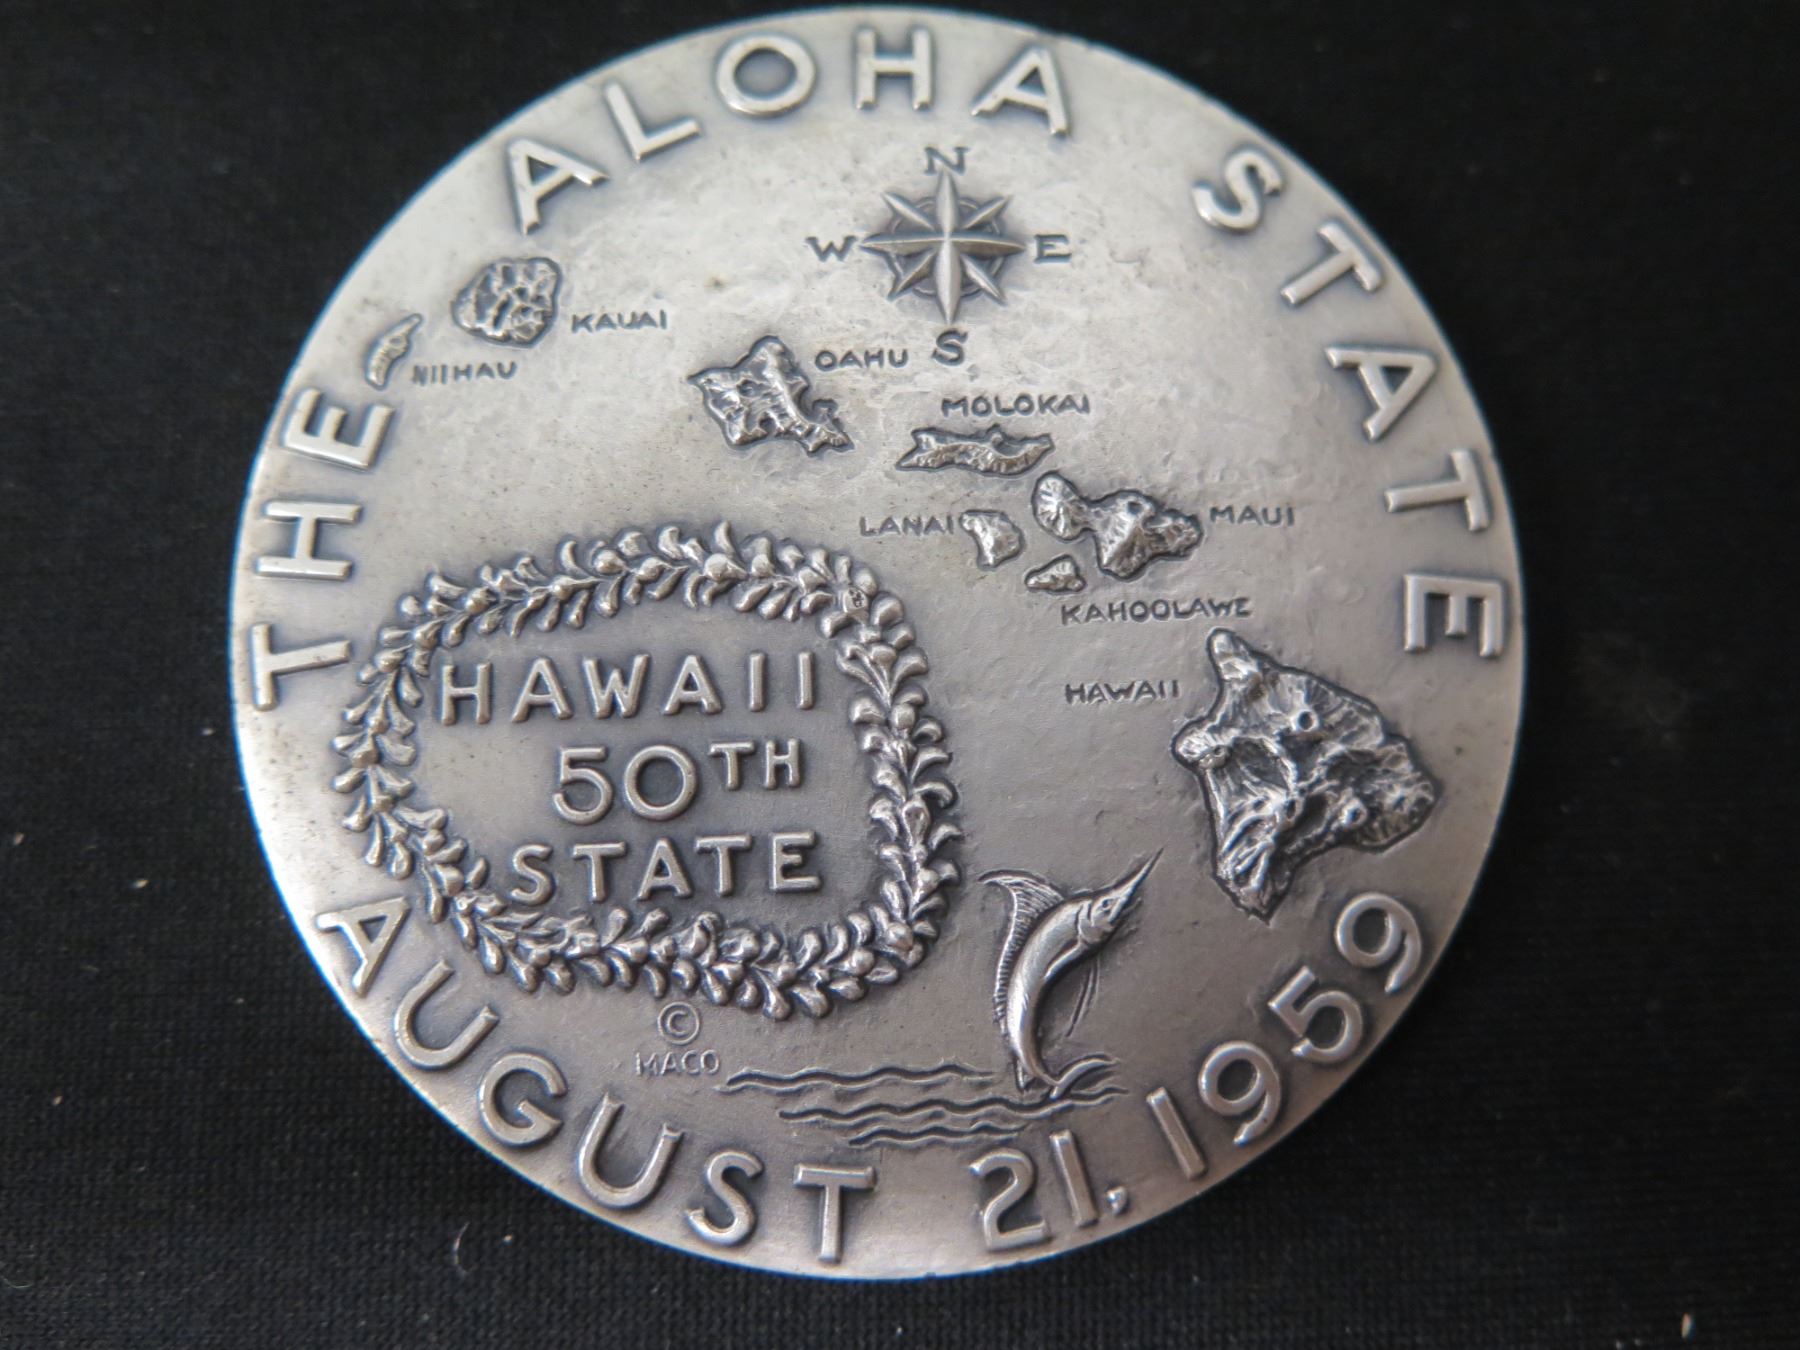 THE ALOHA STATE
N
W E
S
KAUAI
NIIHAU
OAHU
MOLOKAI
LANAI
MAUI
KAHOOLAWE
HAWAII
HAWAII
50TH
STATE
©
MACO
AUGUST 21, 1959